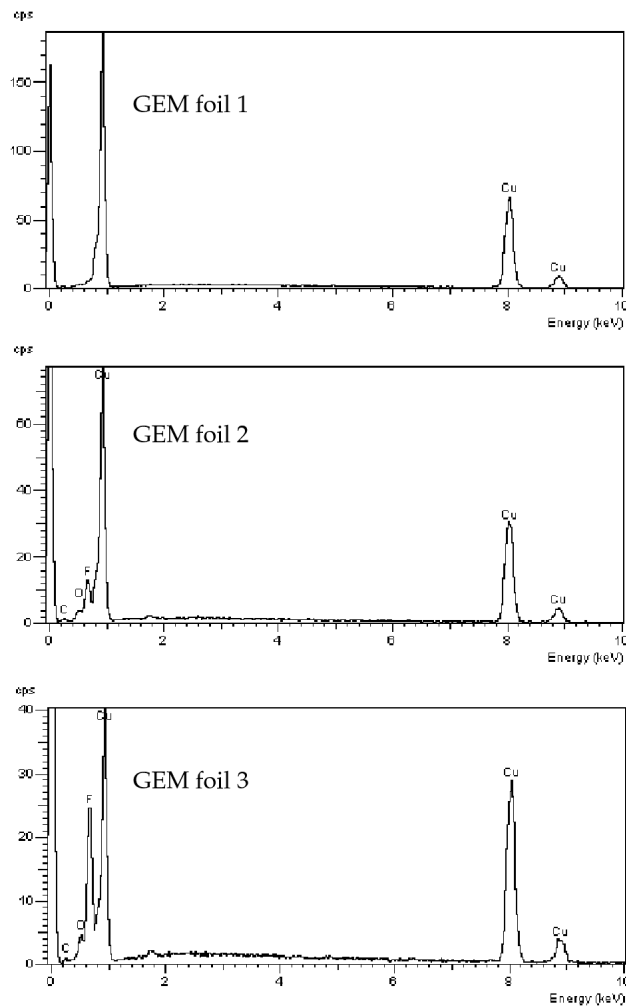 cps
150
GEM foil 1
100
Cu
50
Cu
0
0 2 4 6 8 10
Energy (keV)
cps
Cu
60
GEM foil 2
40
Cu
20
F
O
C
Cu
0
0 2 4 6 8 10
Energy (keV)
cps
40
Cu
GEM foil 3
30
Cu
F
20
10
O
C
Cu
0
0 2 4 6 8 10
Energy (keV)